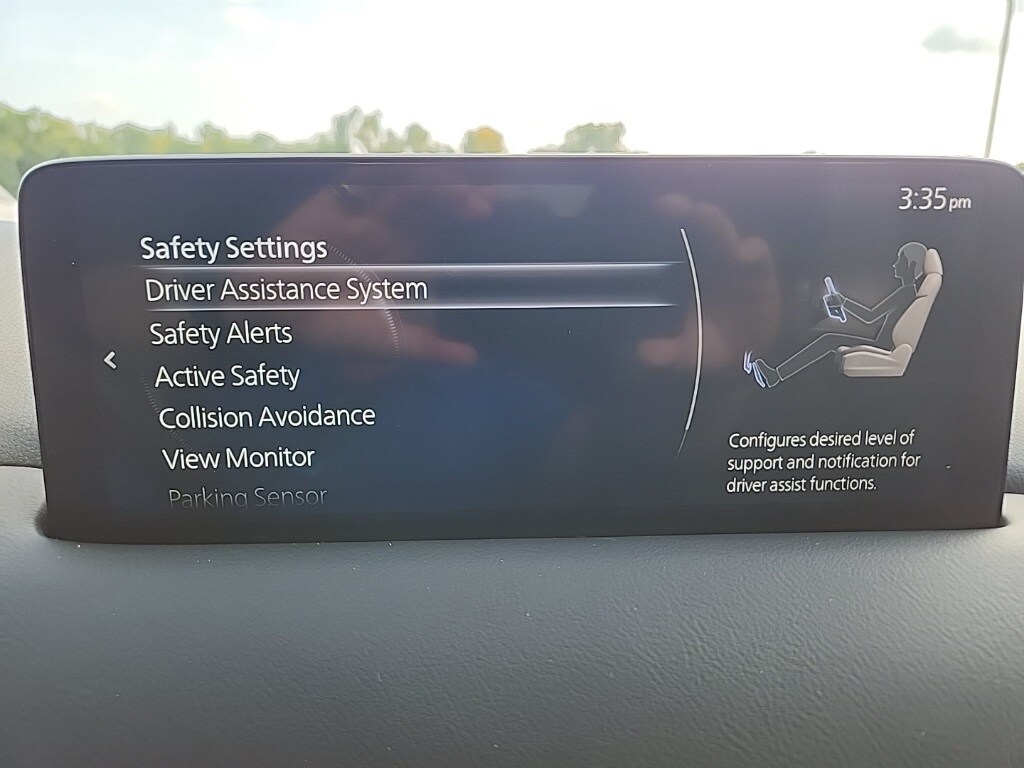 3:35pm
Safety Settings
Driver Assistance System
Safety Alerts
Active Safety
Collision Avoidance
View Monitor
Parking Sensor
Configures desired level of
support and notification for
driver assist functions.